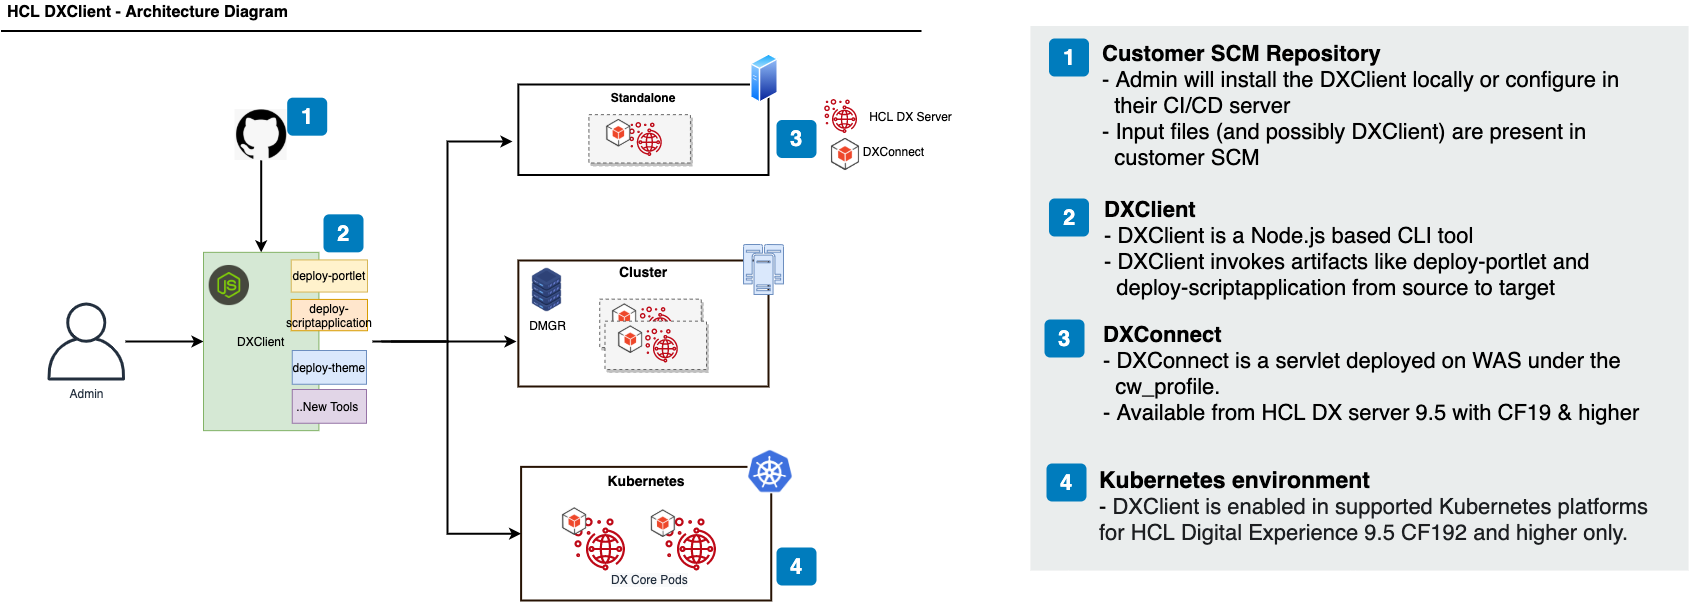 HCL DXClient - Architecture Diagram
1
2
JS
deploy-portlet
deploy-
scriptapplication
DXClient
deploy-theme
..New Tools
Admin
Standalone
3
HCL DX Server
DXConnect
Cluster
DMGR
Kubernetes
DX Core Pods
4
1
Customer SCM Repository
- Admin will install the DXClient locally or configure in
their CI/CD server
- Input files (and possibly DXClient) are present in
customer SCM
2
DXClient
- DXClient is a Node.js based CLI tool
- DXClient invokes artifacts like deploy-portlet and
deploy-scriptapplication from source to target
3
DXConnect
- DXConnect is a servlet deployed on WAS under the
cw_profile.
- Available from HCL DX server 9.5 with CF19 & higher
4
Kubernetes environment
- DXClient is enabled in supported Kubernetes platforms
for HCL Digital Experience 9.5 CF192 and higher only.